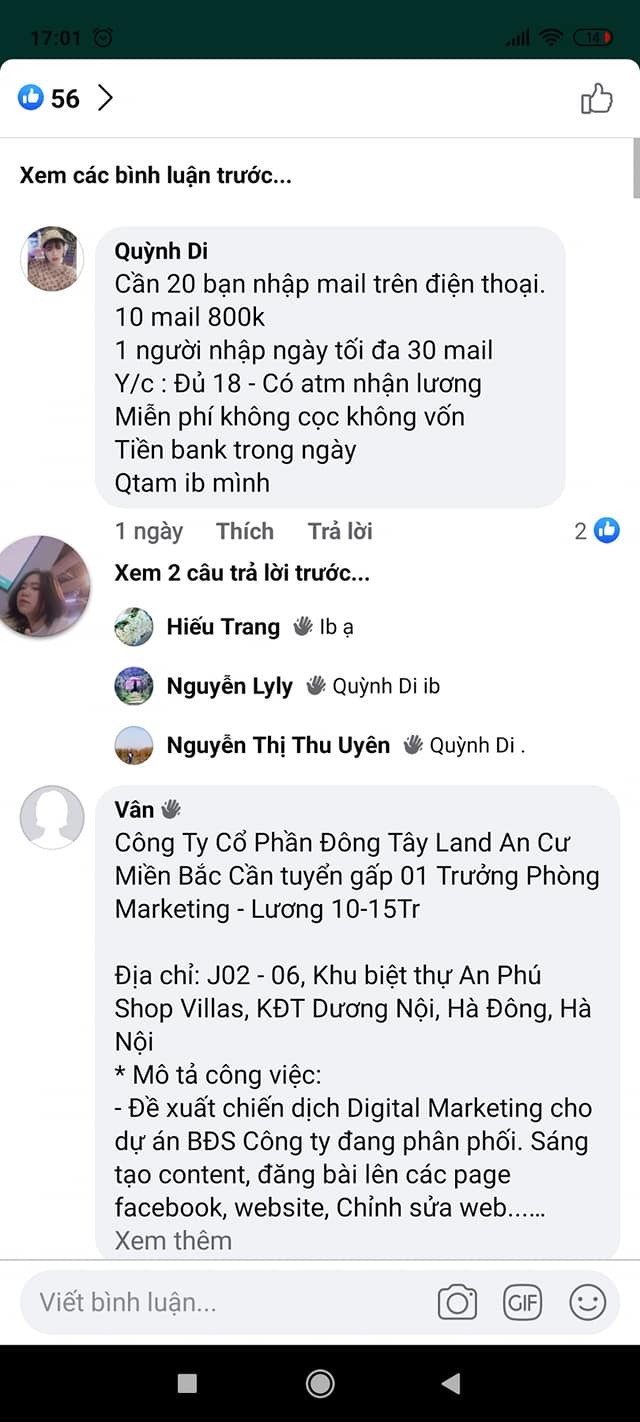 17:01
14
56
Xem các bình luận trước...
Quỳnh Di
Cần 20 bạn nhập mail trên điện thoại.
10 mail 800k
1 người nhập ngày tối đa 30 mail
Y/c : Đủ 18 - Có atm nhận lương
Miễn phí không cọc không vốn
Tiền bank trong ngày
Qtam ib mình
1 ngày Thích Trả lời 2
Xem 2 câu trả lời trước...
Hiếu Trang 👋 Ib ạ
Nguyễn Lyly 👋 Quỳnh Di ib
Nguyễn Thị Thu Uyên 👋 Quỳnh Di .
Vân 👋
Công Ty Cổ Phần Đông Tây Land An Cư
Miền Bắc Cần tuyển gấp 01 Trưởng Phòng
Marketing - Lương 10-15Tr
Địa chỉ: J02 - 06, Khu biệt thự An Phú
Shop Villas, KĐT Dương Nội, Hà Đông, Hà
Nội
* Mô tả công việc:
- Đề xuất chiến dịch Digital Marketing cho
dự án BĐS Công ty đang phân phối. Sáng
tạo content, đăng bài lên các page
facebook, website, Chỉnh sửa web...…
Xem thêm
Viết bình luận...
GIF